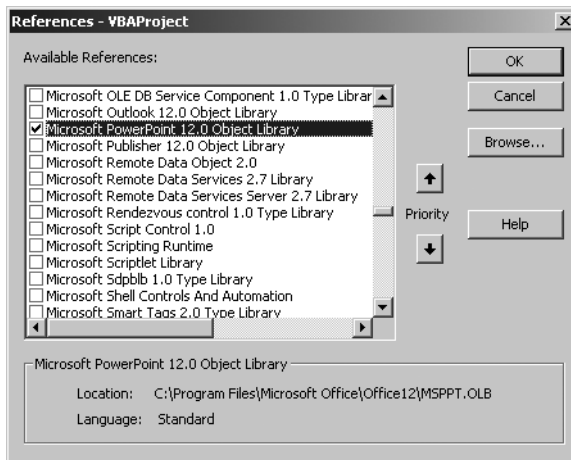 References - VBAProject
Available References:
Microsoft OLE DB Service Component 1.0 Type Librar
Microsoft Outlook 12.0 Object Library
Microsoft PowerPoint 12.0 Object Library
Microsoft Publisher 12.0 Object Library
Microsoft Remote Data Object 2.0
Microsoft Remote Data Services 2.7 Library
Microsoft Remote Data Services Server 2.7 Library
Microsoft Rendezvous control 1.0 Type Library
Microsoft Script Control 1.0
Microsoft Scripting Runtime
Microsoft Scriptlet Library
Microsoft Sdpblb 1.0 Type Library
Microsoft Shell Controls And Automation
Microsoft Smart Tags 2.0 Type Library
Priority
OK
Cancel
Browse...
Help
Microsoft PowerPoint 12.0 Object Library
Location: C:\Program Files\Microsoft Office\Office12\MSPPT.OLB
Language: Standard